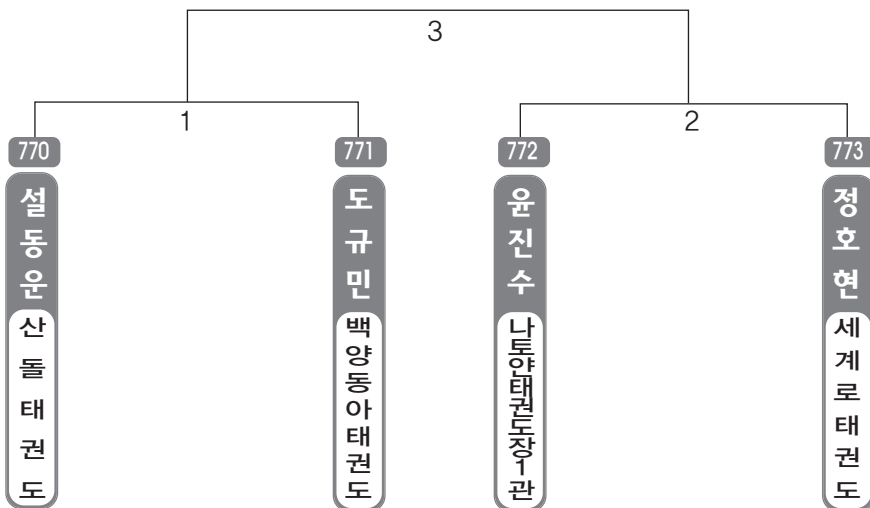 3
1
2
770
771
772
773
설동운
산돌태권도
도규민
백양동아태권도
윤진수
나토얀태권도장1관
정호현
세계로태권도